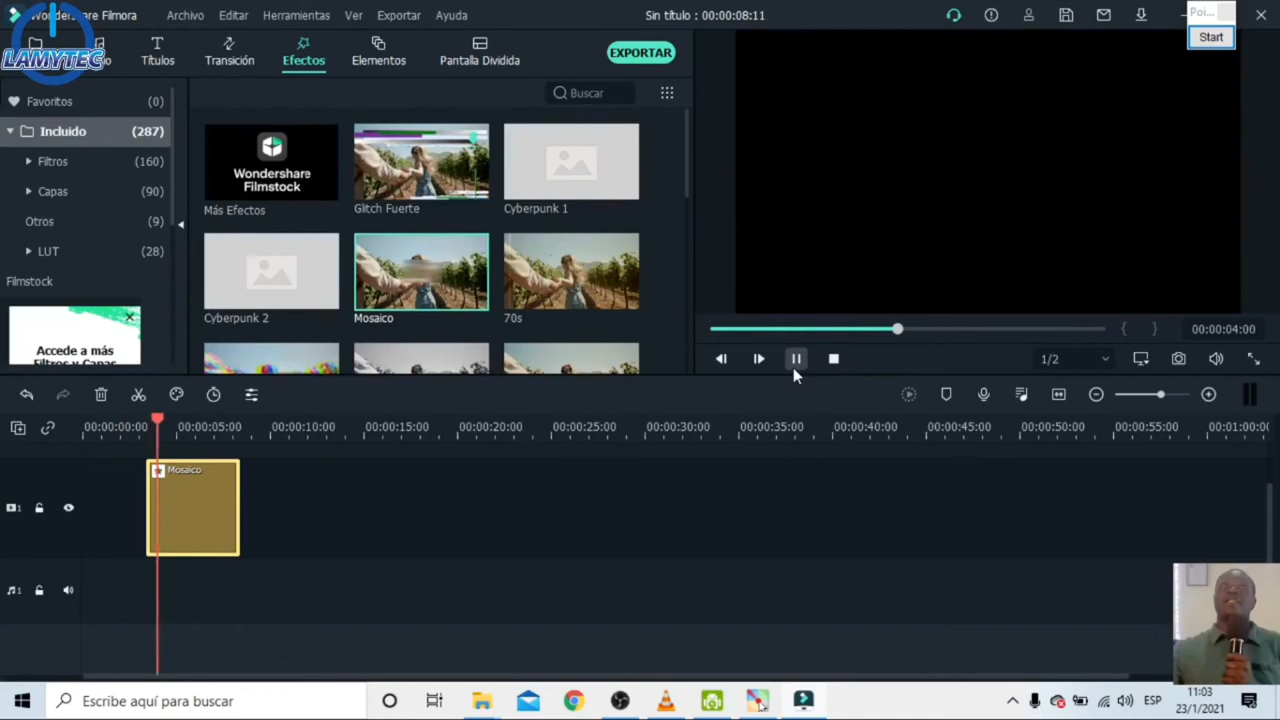 Wondershare Filmora
Archivo Editar Herramientas Ver Exportar Ayuda
Sin título : 00:00:08:11
Poi...
Start
LAMYTEC
Títulos Transición Efectos Elementos Pantalla Dividida
EXPORTAR
Favoritos (0)
Buscar
Incluido (287)
Filtros (160)
Capas (90)
Otros (9)
LUT (28)
Filmstock
Accede a más
Filtros y Capas
Wondershare
Filmstock
Más Efectos
Glitch Fuerte
Cyberpunk 1
Cyberpunk 2
Mosaico
70s
00:00:04:00
1/2
00:00:00:00 00:00:05:00 00:00:10:00 00:00:15:00 00:00:20:00 00:00:25:00 00:00:30:00 00:00:35:00 00:00:40:00 00:00:45:00 00:00:50:00 00:00:55:00 00:01:00:00
Mosaico
1
1
Escribe aquí para buscar
ESP
11:03
23/1/2021